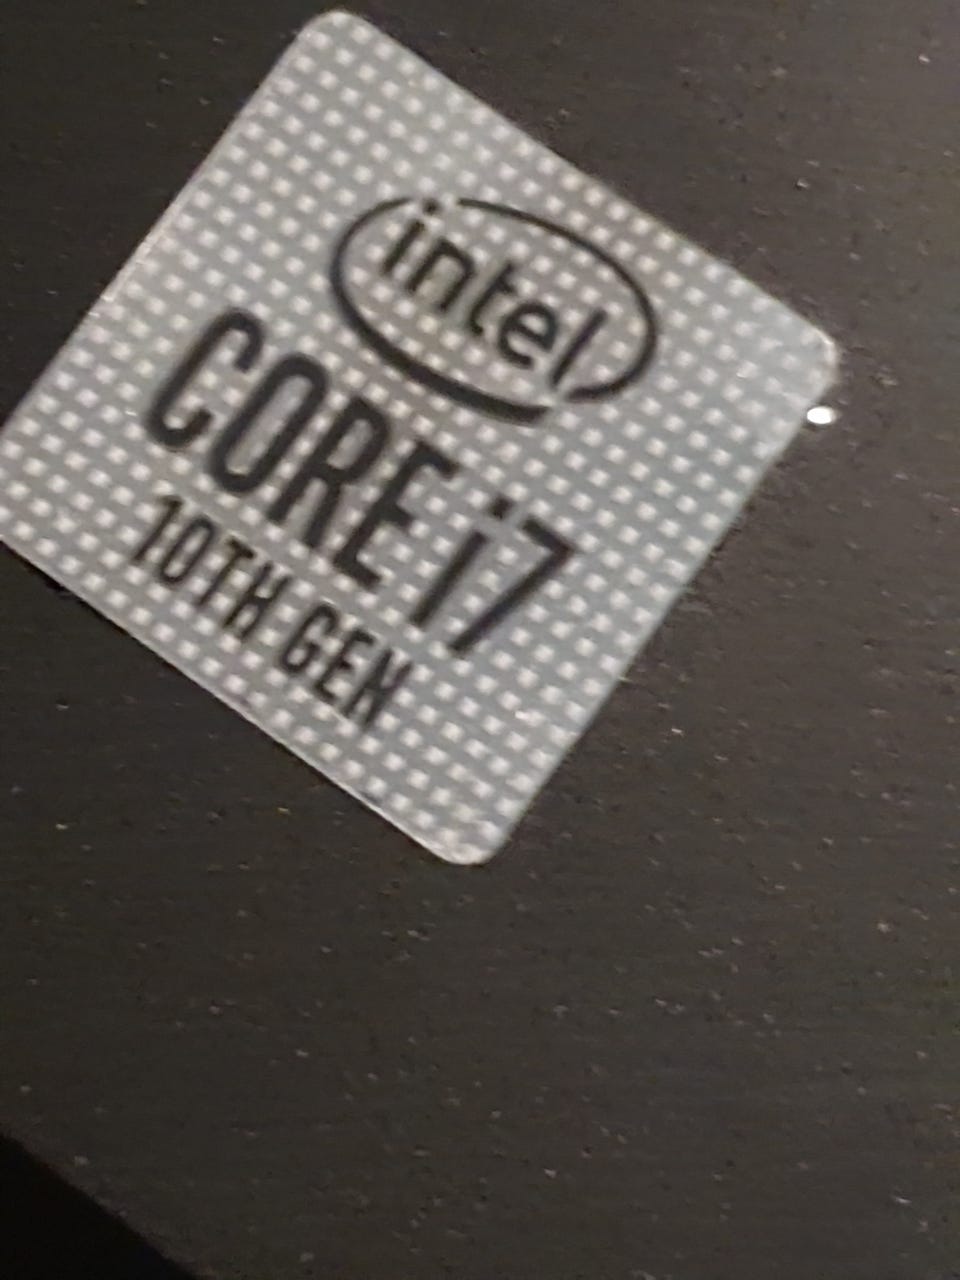 intel
CORE i7
10TH GEN